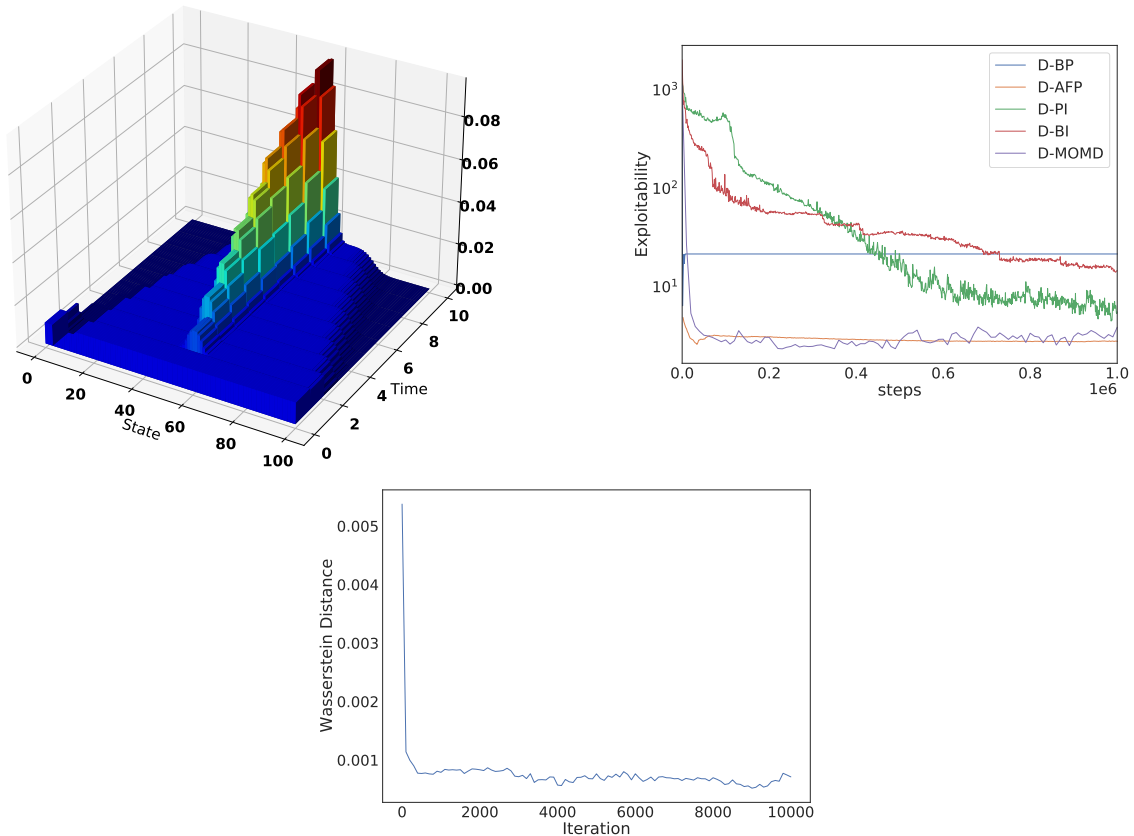 0.08
0.06
0.04
0.02
0.00
10
8
6
4
2
0
Time
0
20
40
60
80
100
State
Exploitability
10³
10²
10¹
D-BP
D-AFP
D-PI
D-BI
D-MOMD
0.0 0.2 0.4 0.6 0.8 1.0
1e6
steps
Wasserstein Distance
0.005
0.004
0.003
0.002
0.001
0 2000 4000 6000 8000 10000
Iteration